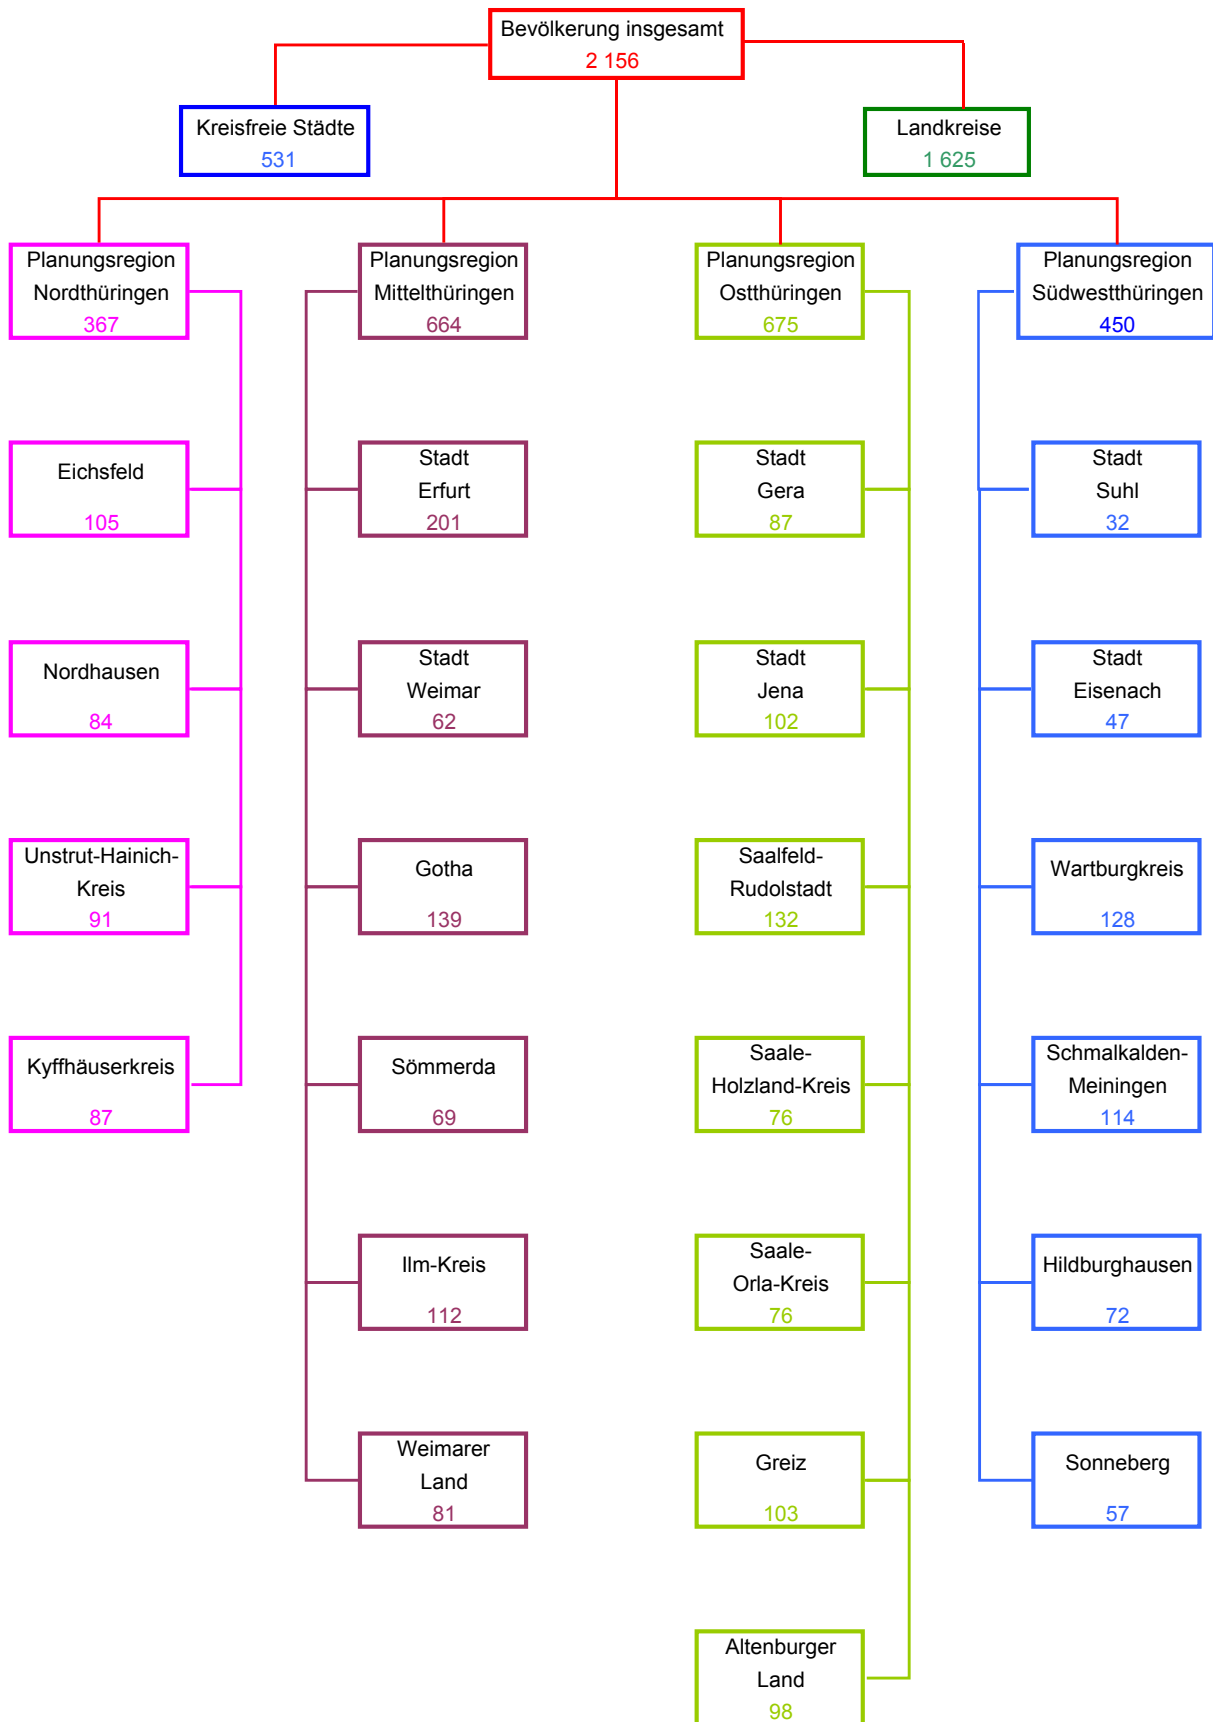 Bevölkerung insgesamt
2 156
Kreisfreie Städte
531
Landkreise
1 625
Planungsregion
Nordthüringen
367
Planungsregion
Mittelthüringen
664
Planungsregion
Ostthüringen
675
Planungsregion
Südwestthüringen
450
Eichsfeld
105
Stadt
Erfurt
201
Stadt
Gera
87
Stadt
Suhl
32
Nordhausen
84
Stadt
Weimar
62
Stadt
Jena
102
Stadt
Eisenach
47
Unstrut-Hainich-
Kreis
91
Gotha
139
Saalfeld-
Rudolstadt
132
Wartburgkreis
128
Kyffhäuserkreis
87
Sömmerda
69
Saale-
Holzland-Kreis
76
Schmalkalden-
Meiningen
114
Ilm-Kreis
112
Saale-
Orla-Kreis
76
Hildburghausen
72
Weimarer
Land
81
Greiz
103
Sonneberg
57
Altenburger
Land
98